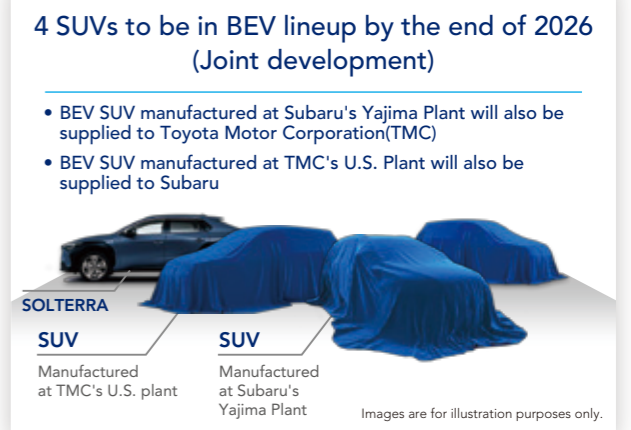 4 SUVs to be in BEV lineup by the end of 2026
(Joint development)
• BEV SUV manufactured at Subaru's Yajima Plant will also be
supplied to Toyota Motor Corporation(TMC)
• BEV SUV manufactured at TMC's U.S. Plant will also be
supplied to Subaru
SOLTERRA
SUV
Manufactured
at TMC's U.S. plant
SUV
Manufactured
at Subaru's
Yajima Plant
Images are for illustration purposes only.